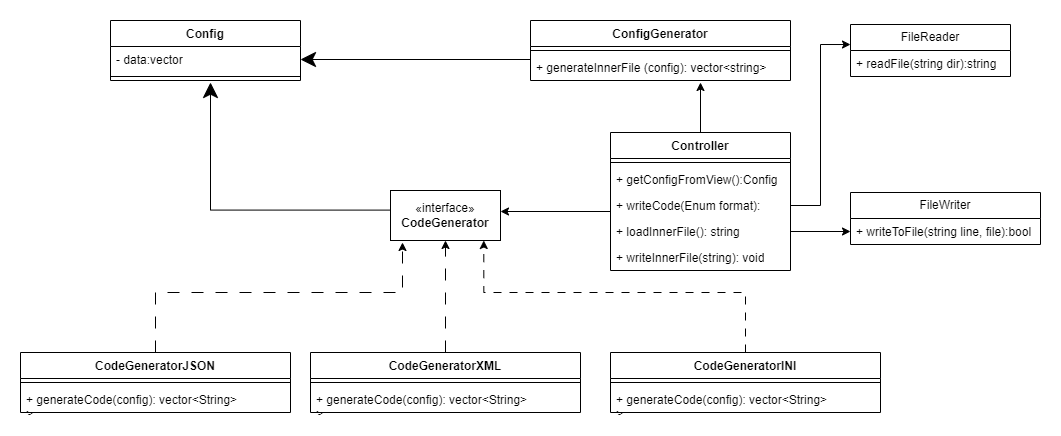 Config
- data:vector
ConfigGenerator
+ generateInnerFile (config): vector<string>
FileReader
+ readFile(string dir):string
Controller
+ getConfigFromView():Config
+ writeCode(Enum format):
+ loadInnerFile(): string
+ writeInnerFile(string): void
«interface»
CodeGenerator
FileWriter
+ writeToFile(string line, file):bool
CodeGeneratorJSON
+ generateCode(config): vector<String>
CodeGeneratorXML
+ generateCode(config): vector<String>
CodeGeneratorINI
+ generateCode(config): vector<String>